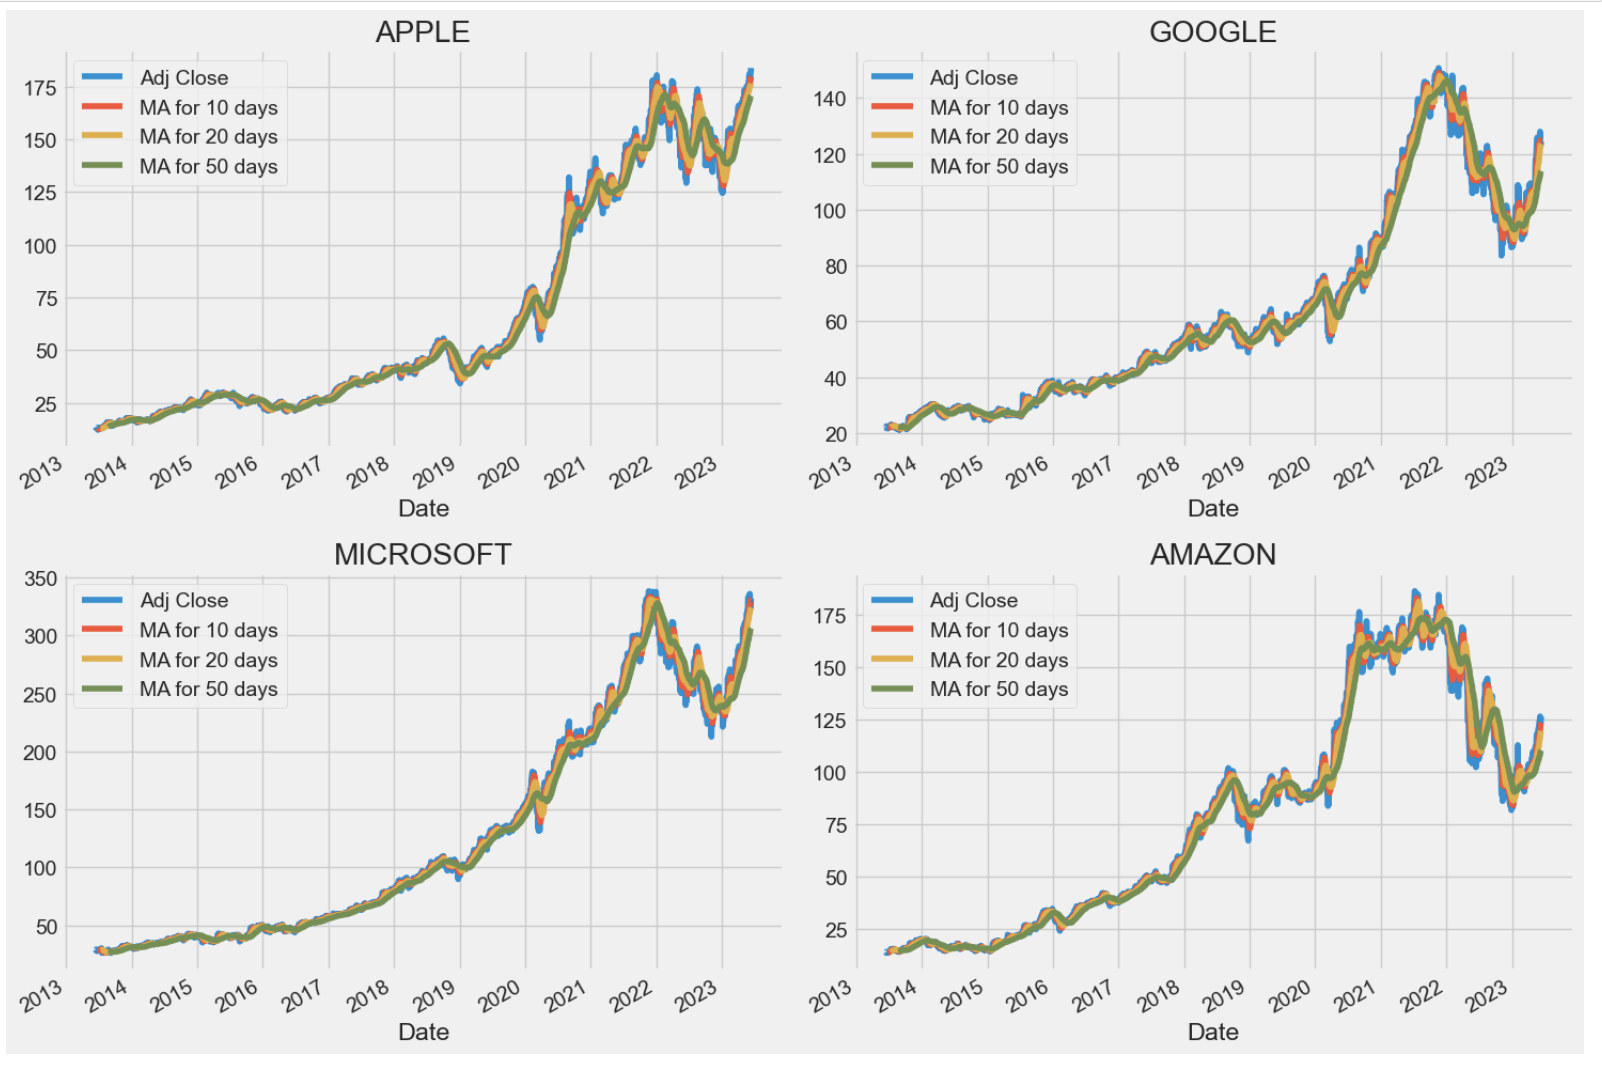 APPLE
Adj Close
MA for 10 days
MA for 20 days
MA for 50 days
175
150
125
100
75
50
25
2013 2014 2015 2016 2017 2018 2019 2020 2021 2022 2023
Date
GOOGLE
Adj Close
MA for 10 days
MA for 20 days
MA for 50 days
140
120
100
80
60
40
20
2013 2014 2015 2016 2017 2018 2019 2020 2021 2022 2023
Date
MICROSOFT
Adj Close
MA for 10 days
MA for 20 days
MA for 50 days
350
300
250
200
150
100
50
2013 2014 2015 2016 2017 2018 2019 2020 2021 2022 2023
Date
AMAZON
Adj Close
MA for 10 days
MA for 20 days
MA for 50 days
175
150
125
100
75
50
25
2013 2014 2015 2016 2017 2018 2019 2020 2021 2022 2023
Date